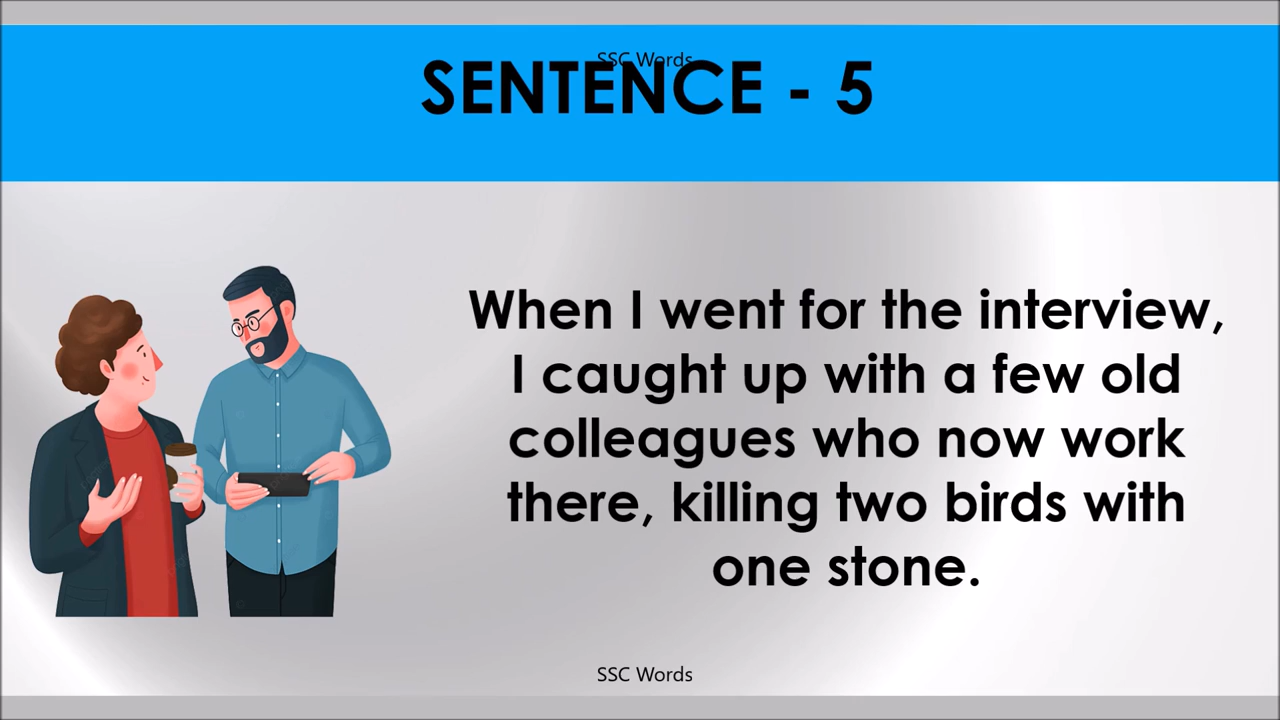 SSC Words
SENTENCE - 5
When I went for the interview,
I caught up with a few old
colleagues who now work
there, killing two birds with
one stone.
SSC Words